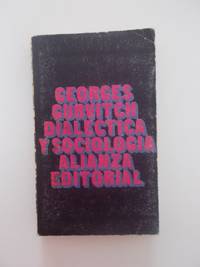 GEORGES
GURVITCH
DIALECTICA
Y SOCIOLOGIA
ALIANZA
EDITORIAL